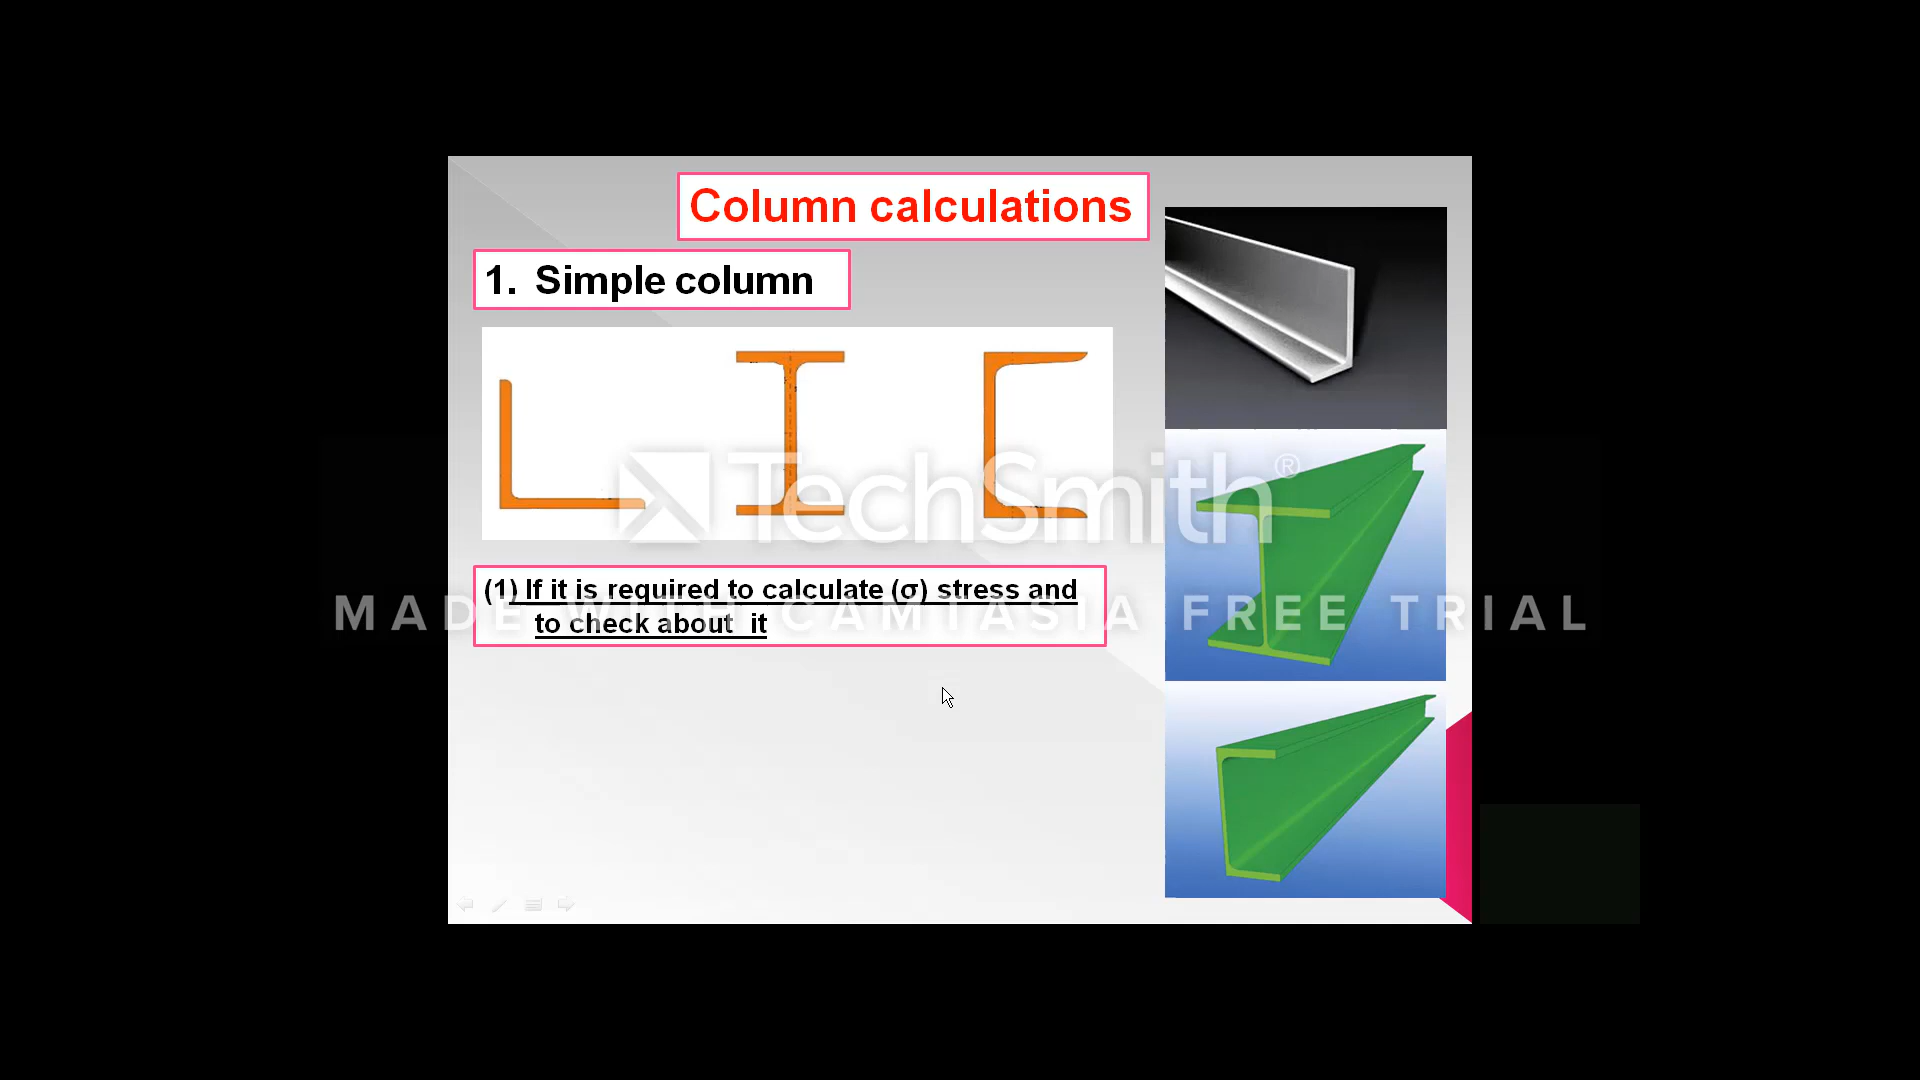 Column calculations
1. Simple column
TechSmith®
(1) If it is required to calculate (σ) stress and
to check about it
MADE WITH CAMTASIA FREE TRIAL